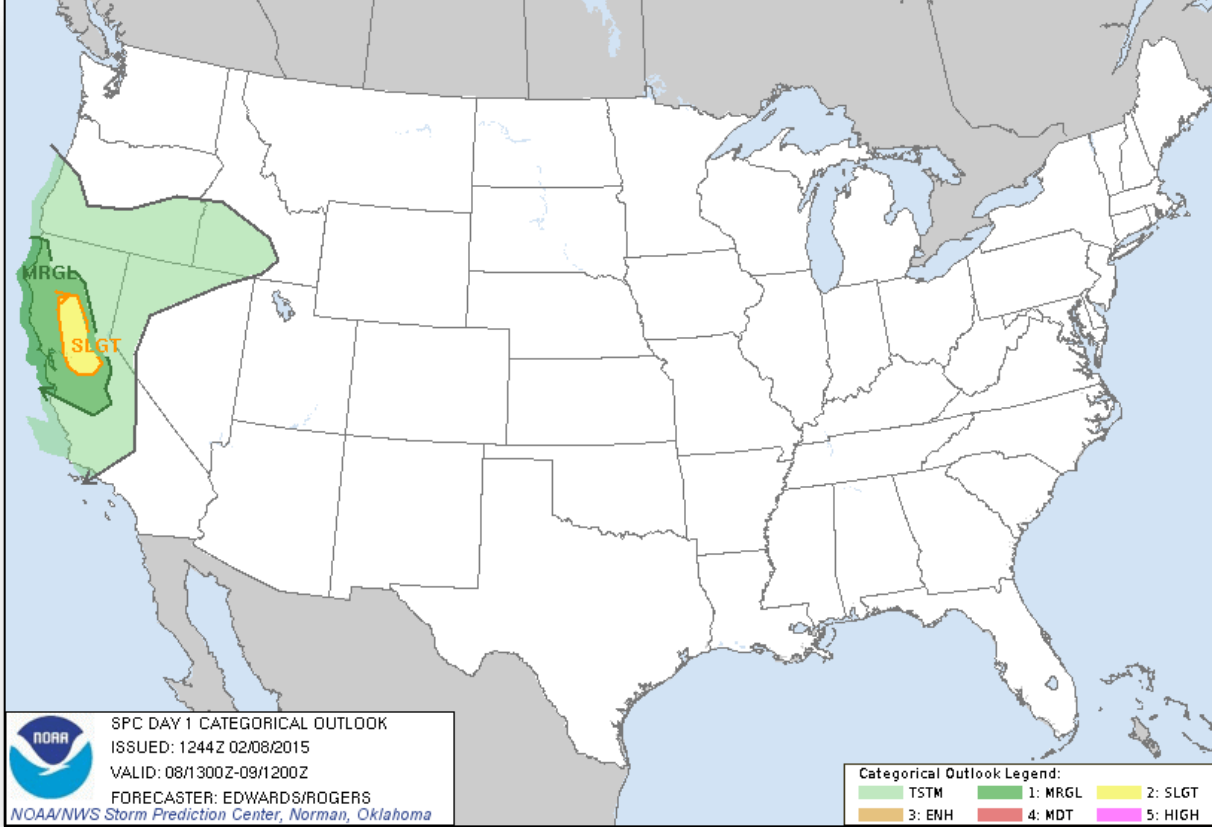 MRGL
SLGT
NOAA
SPC DAY 1 CATEGORICAL OUTLOOK
ISSUED: 1244Z 02/08/2015
VALID: 08/1300Z-09/1200Z
FORECASTER: EDWARDS/ROGERS
NOAA/NWS Storm Prediction Center, Norman, Oklahoma
Categorical Outlook Legend:
TSTM 1: MRGL 2: SLGT
3: ENH 4: MDT 5: HIGH